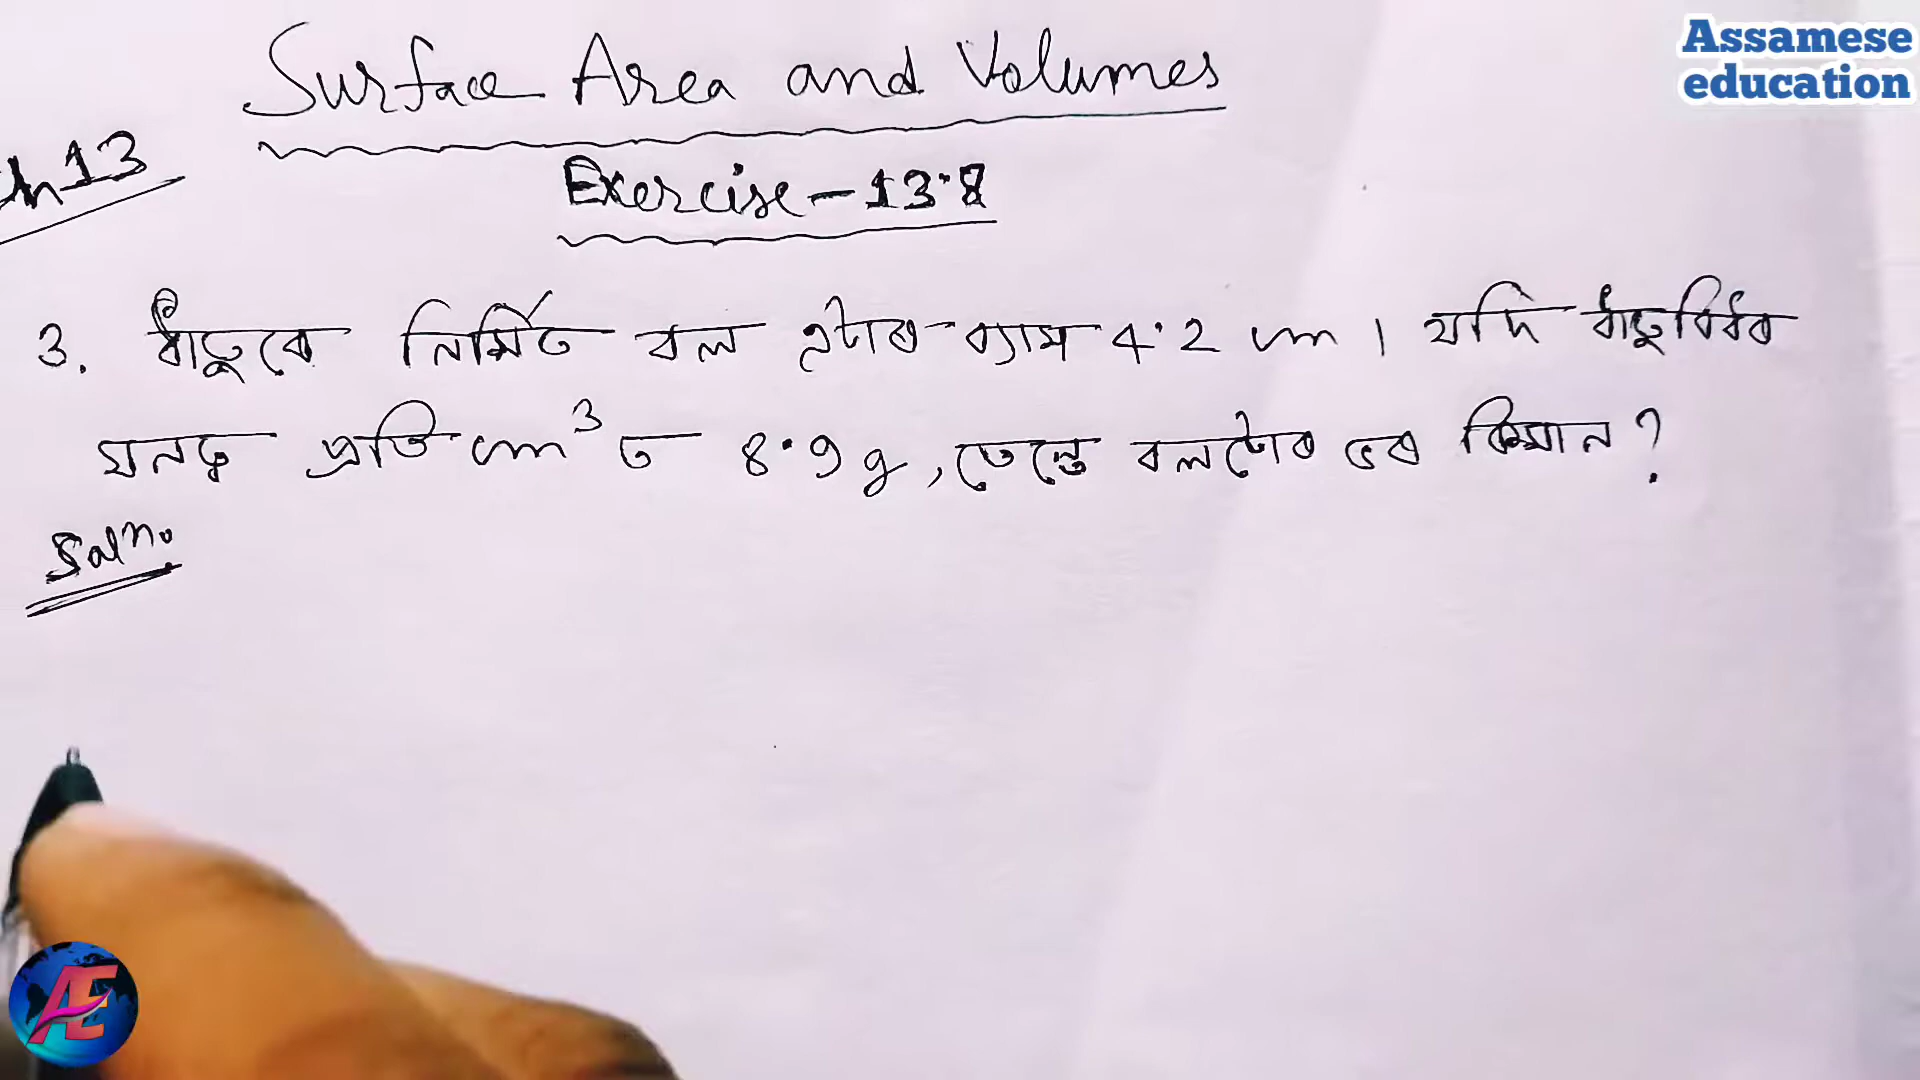 Surface Area and Volumes
Assamese
education
Ch 13
Exercise - 13.8
3. ধাতুৰে নিৰ্মিত বল এটাৰ ব্যাস 4.2 cm। যদি ধাতুবিধৰ
ঘনত্ব প্ৰতি cm³ ত 8.9 g, তেন্তে বলটোৰ ভৰ কিমান?
Solⁿ.
AE